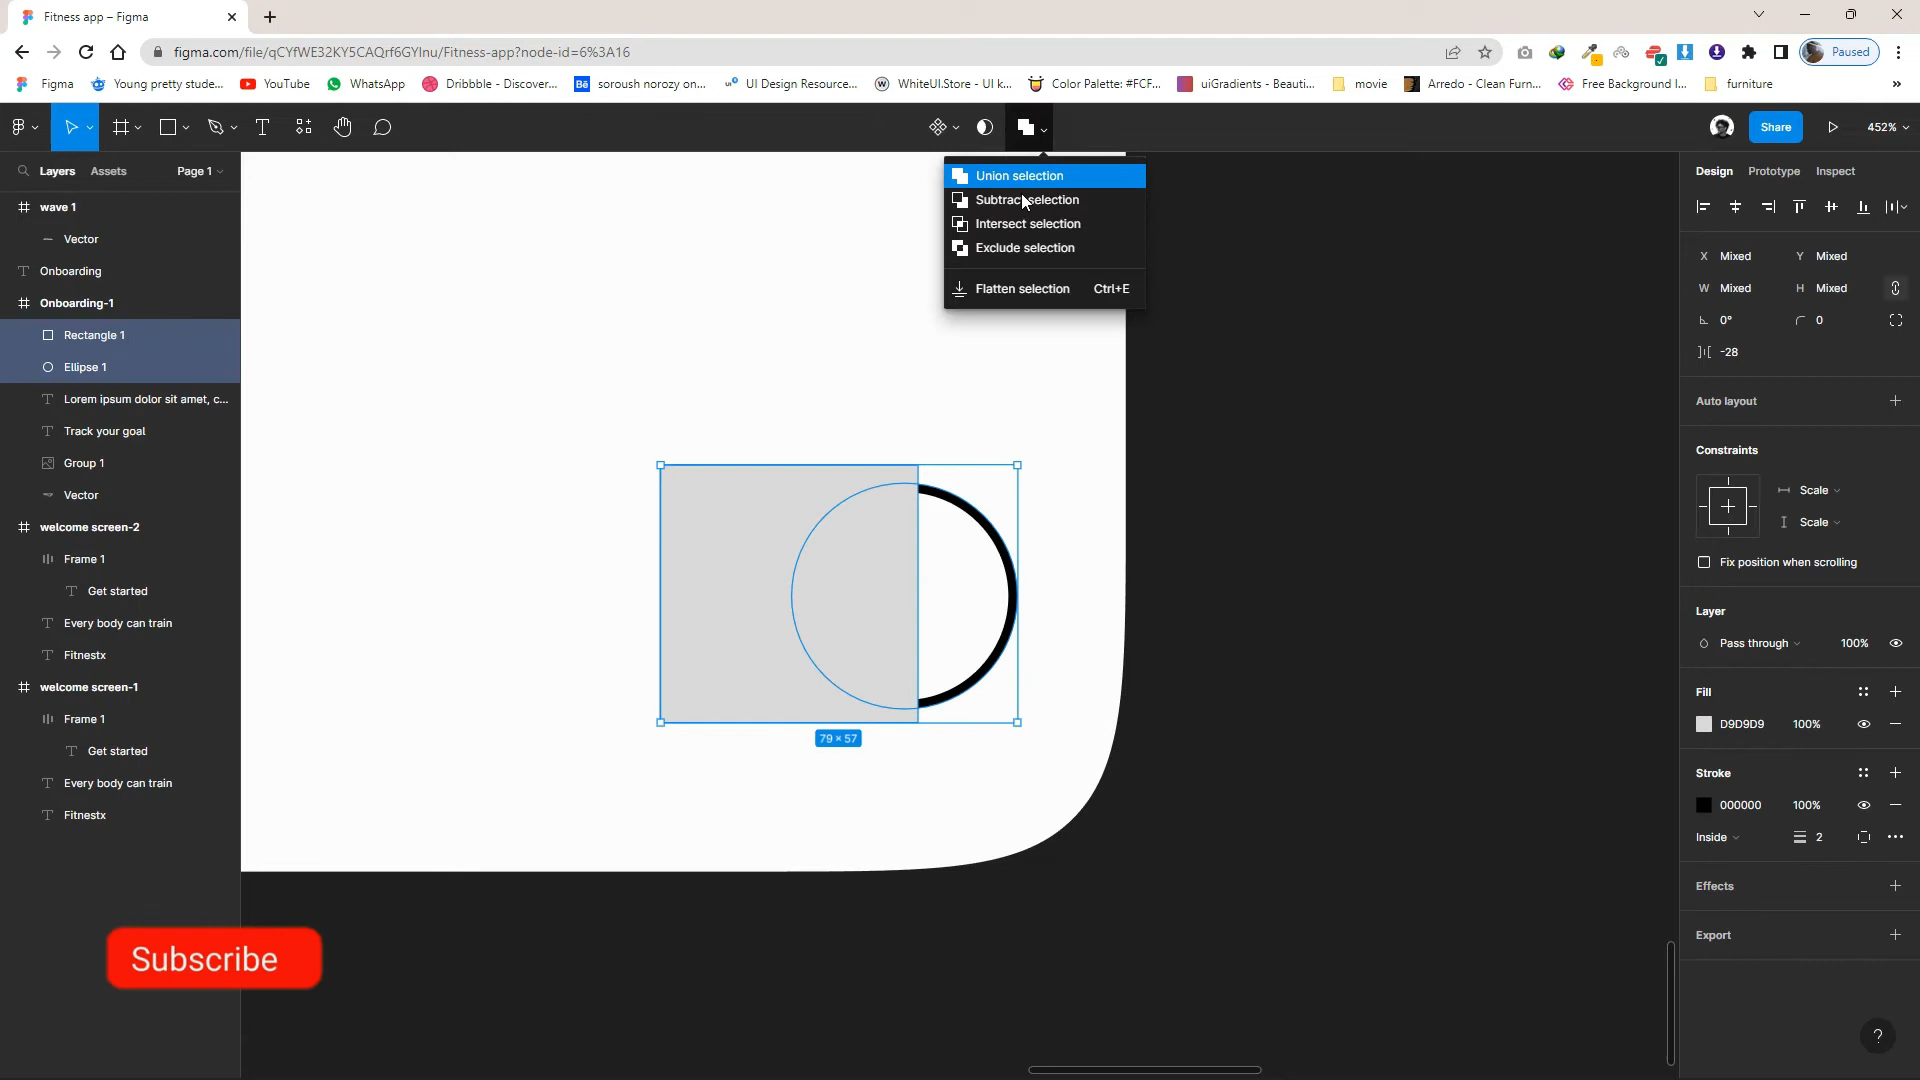 Fitness app – Figma
figma.com/file/qCYfWE32KY5CAQrf6GYlnu/Fitness-app?node-id=6%3A16
Paused
Figma
Young pretty stude...
YouTube
WhatsApp
Dribbble - Discover...
soroush norozy on...
UI Design Resource...
WhiteUI.Store - UI k...
Color Palette: #FCF...
uiGradients - Beauti...
movie
Arredo - Clean Furn...
Free Background I...
furniture
Share
452%
Layers
Assets
Page 1
wave 1
Vector
Onboarding
Onboarding-1
Rectangle 1
Ellipse 1
Lorem ipsum dolor sit amet, c...
Track your goal
Group 1
Vector
welcome screen-2
Frame 1
Get started
Every body can train
Fitnestx
welcome screen-1
Frame 1
Get started
Every body can train
Fitnestx
Union selection
Subtract selection
Intersect selection
Exclude selection
Flatten selection Ctrl+E
79 × 57
Subscribe
Design Prototype Inspect
X Mixed Y Mixed
W Mixed H Mixed
0° 0
-28
Auto layout
Constraints
Scale
Scale
Fix position when scrolling
Layer
Pass through 100%
Fill
D9D9D9 100%
Stroke
000000 100%
Inside 2
Effects
Export
?